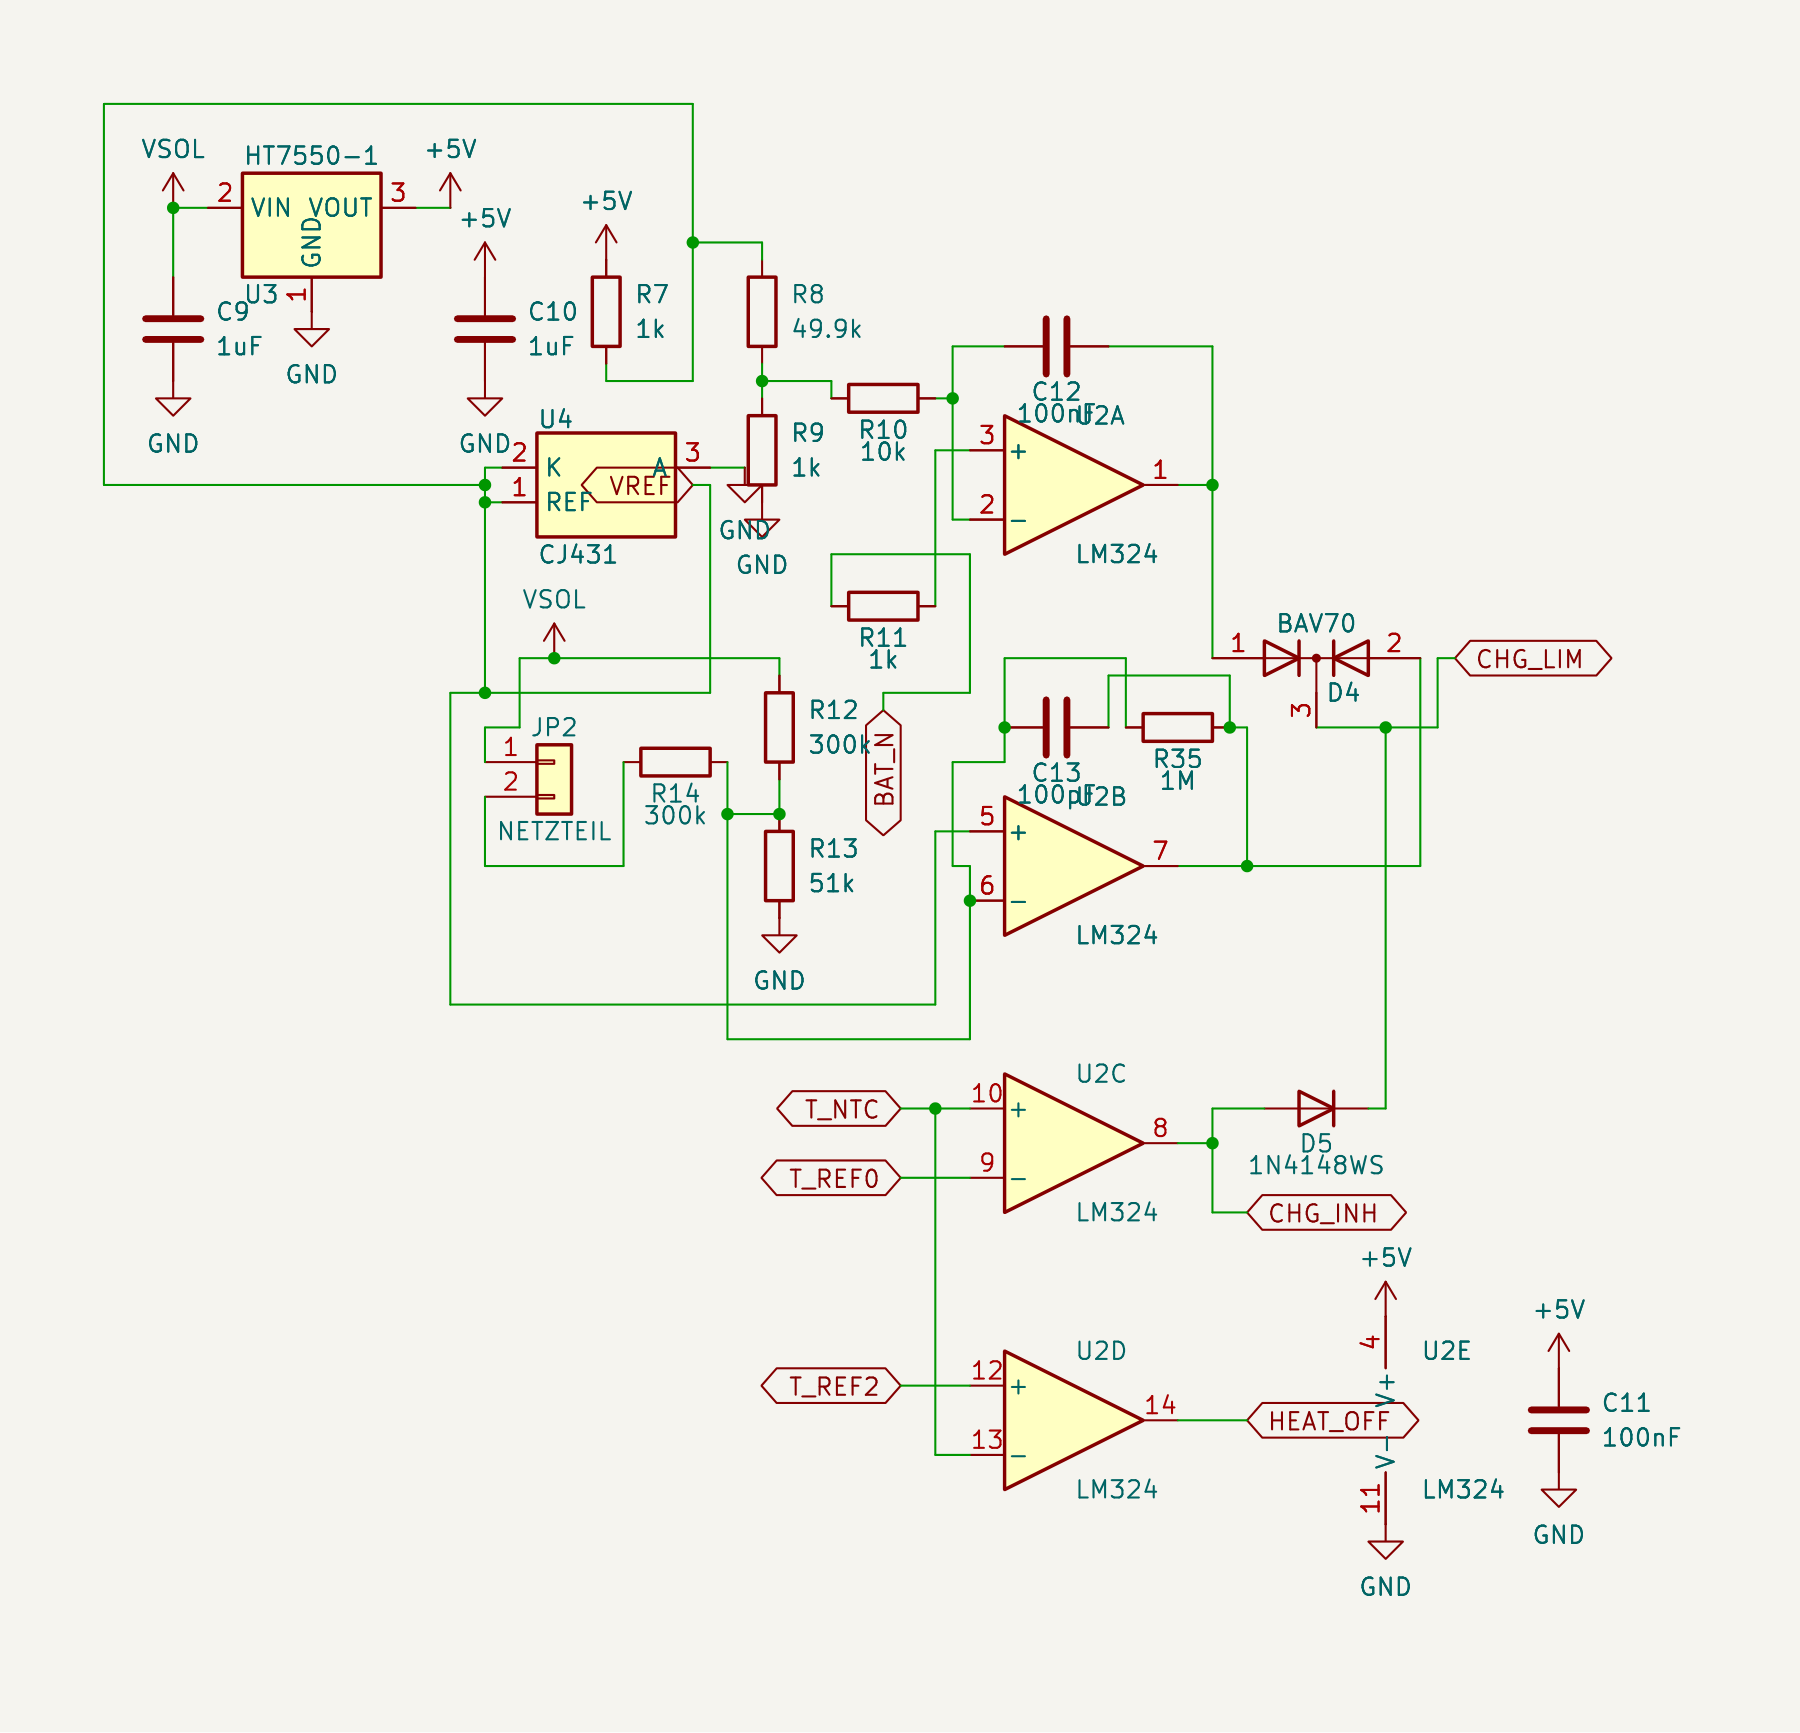 VSOL
HT7550-1
+5V
2
VIN
VOUT
3
GND
1
U3
GND
C9
1uF
GND
+5V
C10
1uF
GND
+5V
R7
1k
R8
49.9k
R9
1k
GND
GND
U4
2
K
A
3
1
REF
VREF
CJ431
R10
10k
C12
100nF
U2A
3
+
2
−
1
LM324
R11
1k
VSOL
BAV70
1
2
3
D4
CHG_LIM
JP2
1
2
NETZTEIL
R14
300k
R12
300k
R13
51k
GND
BAT_N
C13
100pF
R35
1M
U2B
5
+
6
−
7
LM324
T_NTC
T_REF0
U2C
10
+
9
−
8
LM324
D5
1N4148WS
CHG_INH
T_REF2
U2D
12
+
13
−
14
LM324
HEAT_OFF
+5V
4
V+
V-
11
U2E
LM324
GND
+5V
C11
100nF
GND